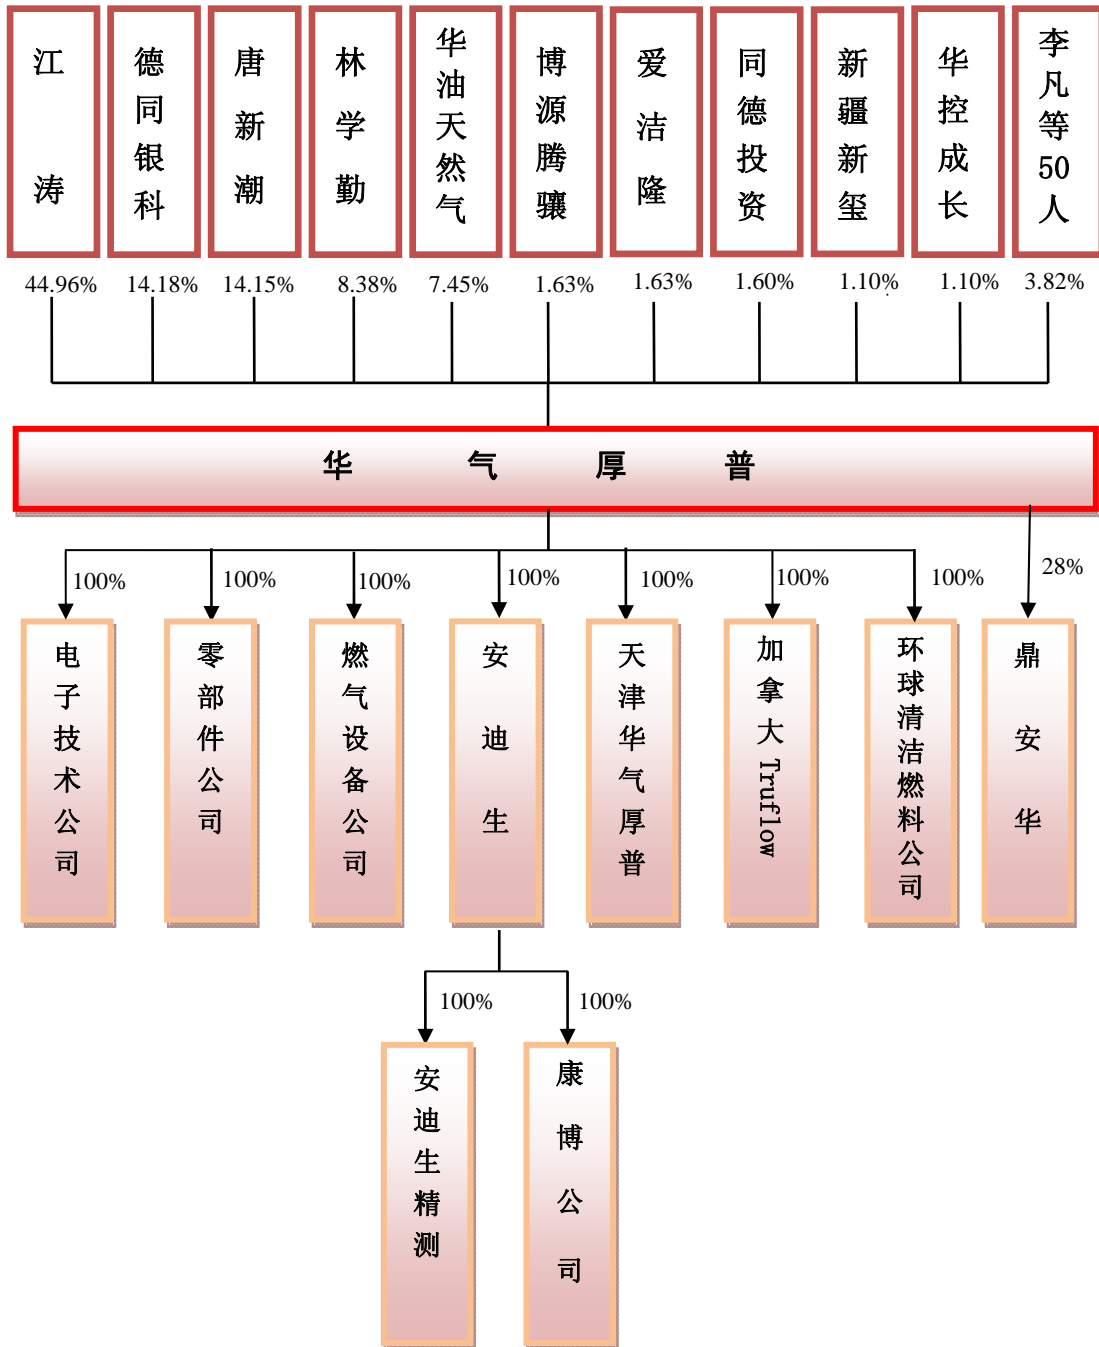 江涛
德同银科
唐新潮
林学勤
华油天然气
博源腾骧
爱洁隆
同德投资
新疆新玺
华控成长
李凡等50人
44.96%
14.18%
14.15%
8.38%
7.45%
1.63%
1.63%
1.60%
1.10%
1.10%
3.82%
华气厚普
100%
100%
100%
100%
100%
100%
100%
28%
电子技术公司
零部件公司
燃气设备公司
安迪生
天津华气厚普
加拿大Truflow
环球清洁燃料公司
鼎安华
100%
100%
安迪生精测
康博公司